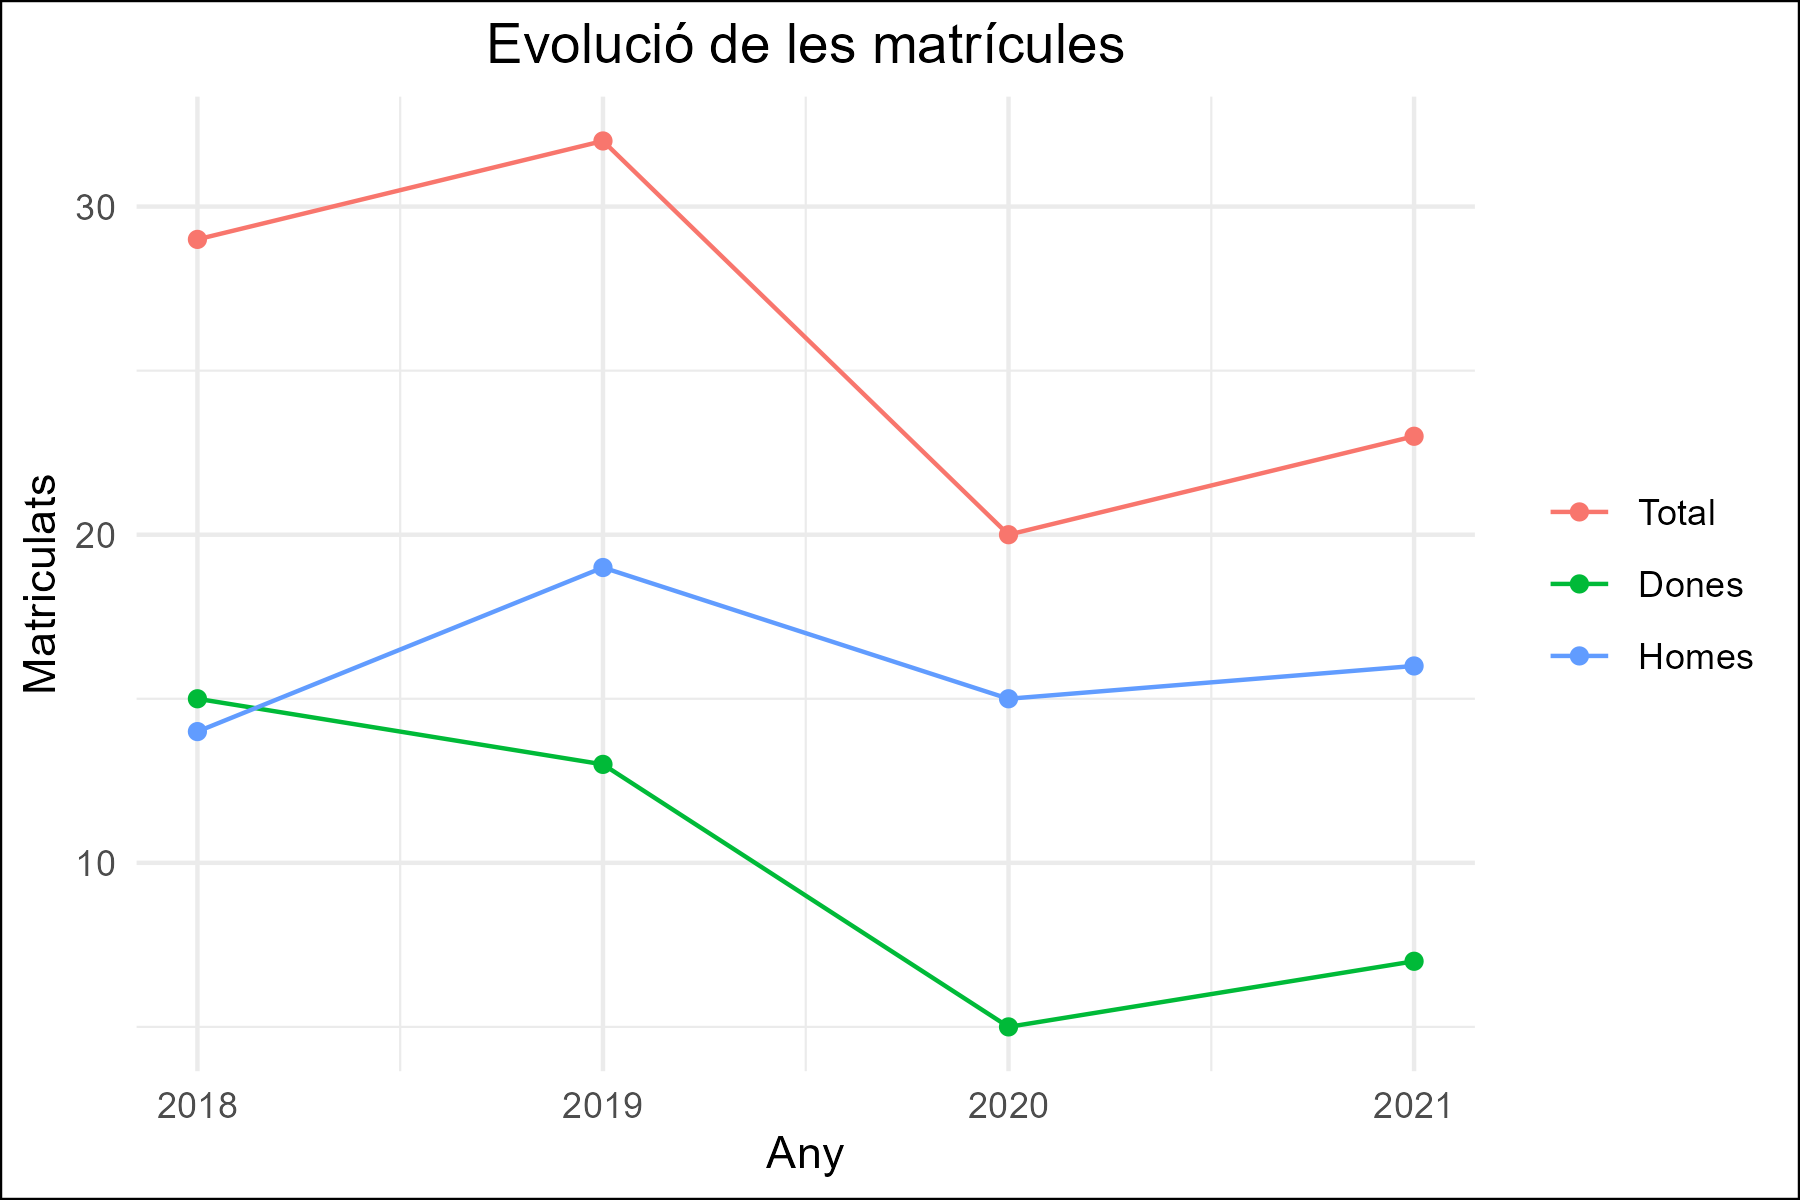 Evolució de les matrícules
Matriculats
30
20
10
2018
2019
2020
2021
Any
Total
Dones
Homes